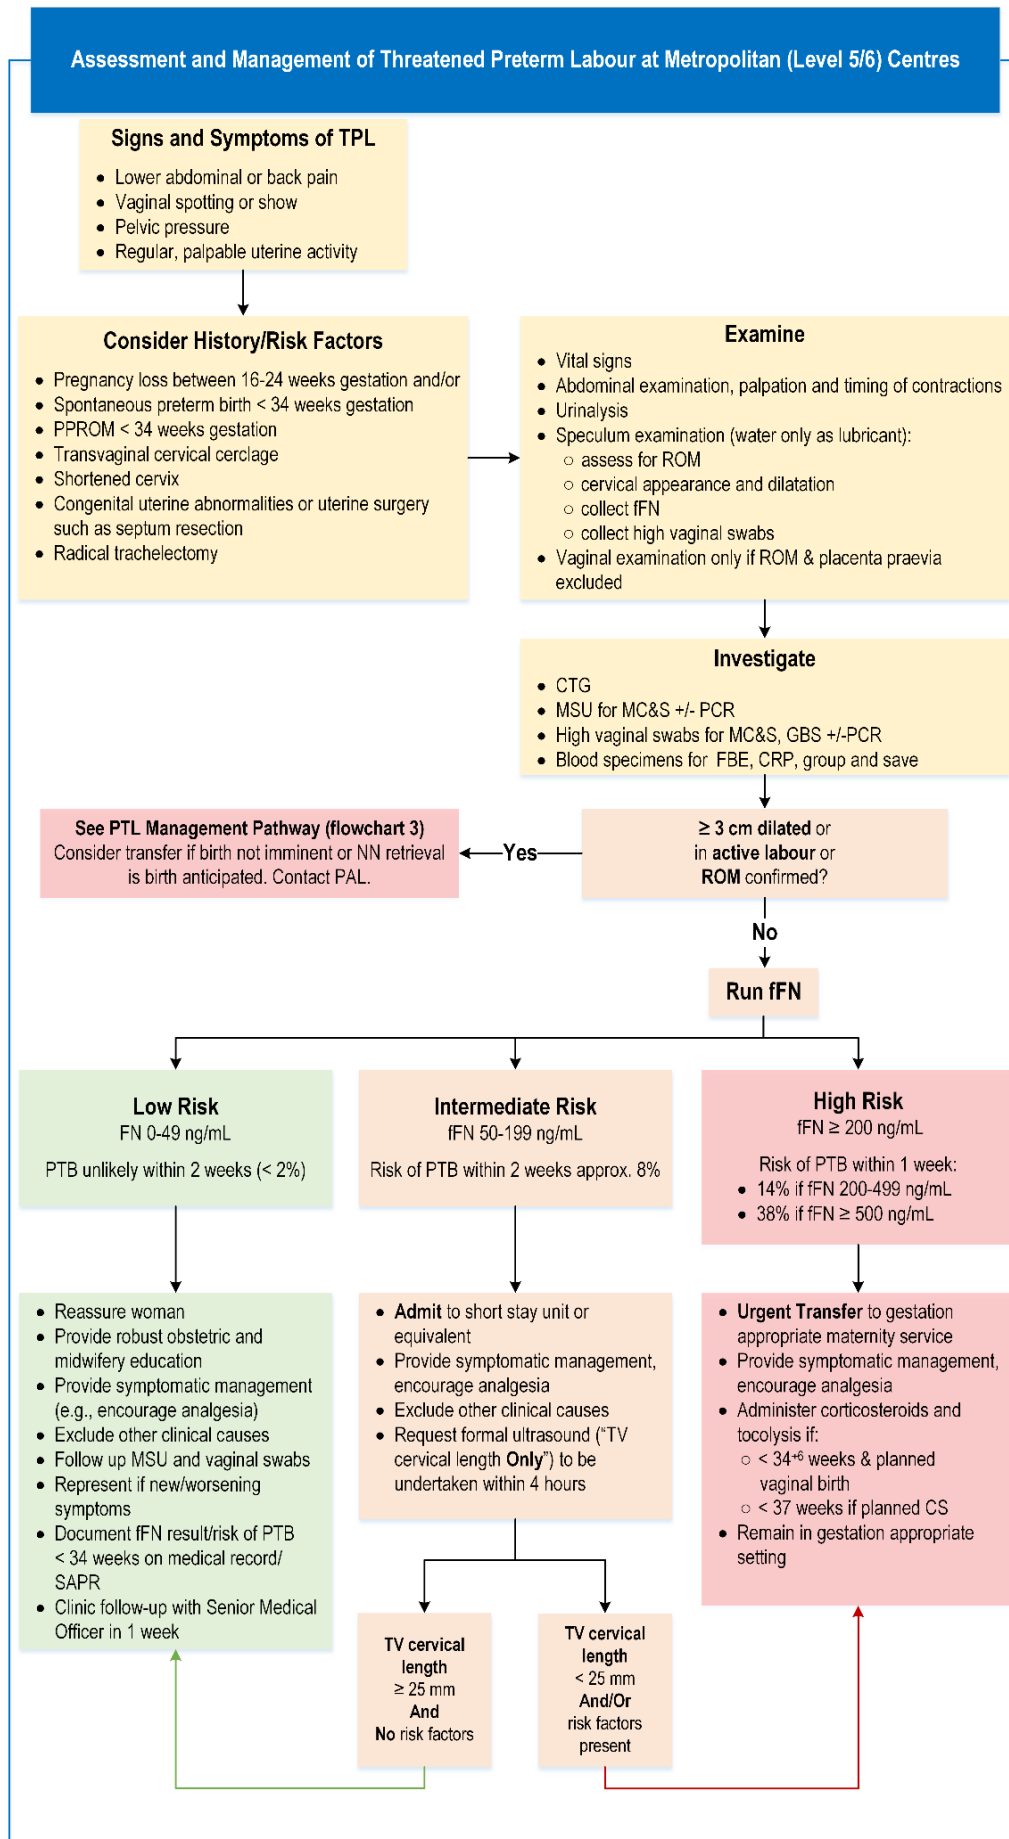 Assessment and Management of Threatened Preterm Labour at Metropolitan (Level 5/6) Centres
Signs and Symptoms of TPL
• Lower abdominal or back pain
• Vaginal spotting or show
• Pelvic pressure
• Regular, palpable uterine activity
Consider History/Risk Factors
• Pregnancy loss between 16-24 weeks gestation and/or
• Spontaneous preterm birth < 34 weeks gestation
• PPROM < 34 weeks gestation
• Transvaginal cervical cerclage
• Shortened cervix
• Congenital uterine abnormalities or uterine surgery
such as septum resection
• Radical trachelectomy
Examine
• Vital signs
• Abdominal examination, palpation and timing of contractions
• Urinalysis
• Speculum examination (water only as lubricant):
○ assess for ROM
○ cervical appearance and dilatation
○ collect fFN
○ collect high vaginal swabs
• Vaginal examination only if ROM & placenta praevia
excluded
Investigate
• CTG
• MSU for MC&S +/- PCR
• High vaginal swabs for MC&S, GBS +/-PCR
• Blood specimens for FBE, CRP, group and save
≥ 3 cm dilated or
in active labour or
ROM confirmed?
Yes
See PTL Management Pathway (flowchart 3)
Consider transfer if birth not imminent or NN retrieval
is birth anticipated. Contact PAL.
No
Run fFN
Low Risk
FN 0-49 ng/mL
PTB unlikely within 2 weeks (< 2%)
Intermediate Risk
fFN 50-199 ng/mL
Risk of PTB within 2 weeks approx. 8%
High Risk
fFN ≥ 200 ng/mL
Risk of PTB within 1 week:
• 14% if fFN 200-499 ng/mL
• 38% if fFN ≥ 500 ng/mL
• Reassure woman
• Provide robust obstetric and
midwifery education
• Provide symptomatic management
(e.g., encourage analgesia)
• Exclude other clinical causes
• Follow up MSU and vaginal swabs
• Represent if new/worsening
symptoms
• Document fFN result/risk of PTB
< 34 weeks on medical record/
SAPR
• Clinic follow-up with Senior Medical
Officer in 1 week
• Admit to short stay unit or
equivalent
• Provide symptomatic management,
encourage analgesia
• Exclude other clinical causes
• Request formal ultrasound (“TV
cervical length Only”) to be
undertaken within 4 hours
• Urgent Transfer to gestation
appropriate maternity service
• Provide symptomatic management,
encourage analgesia
• Administer corticosteroids and
tocolysis if:
○ < 34⁺⁶ weeks & planned
vaginal birth
○ < 37 weeks if planned CS
• Remain in gestation appropriate
setting
TV cervical
length
≥ 25 mm
And
No risk factors
TV cervical
length
< 25 mm
And/Or
risk factors
present